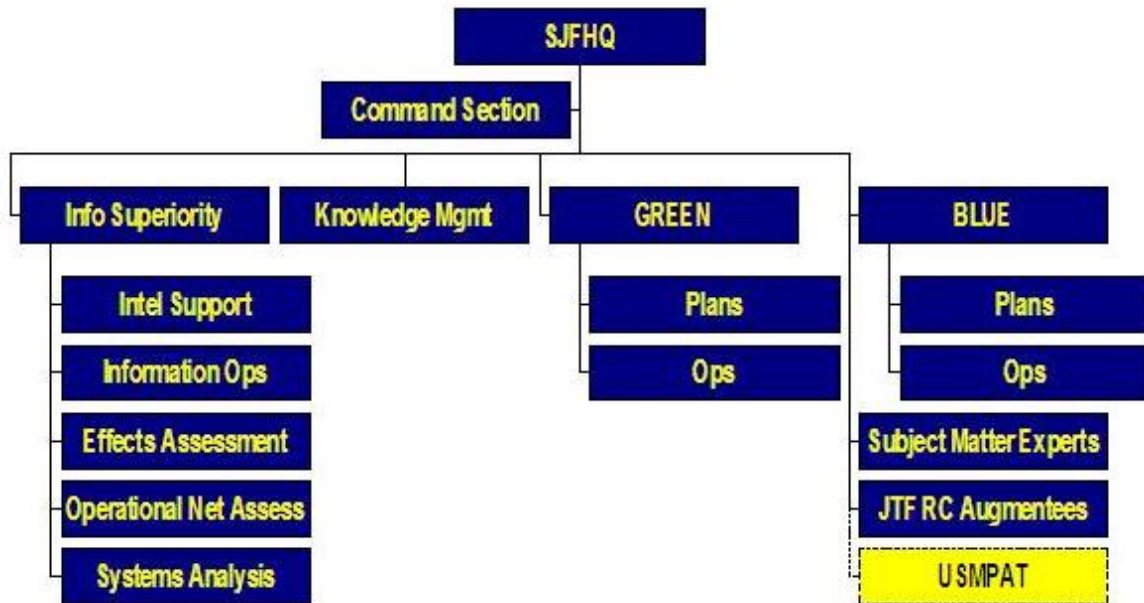 SJFHQ
Command Section
Info Superiority
Knowledge Mgmt
GREEN
BLUE
Intel Support
Plans
Plans
Information Ops
Ops
Ops
Effects Assessment
Subject Matter Experts
Operational Net Assess
JTF RC Augmentees
Systems Analysis
USMPAT